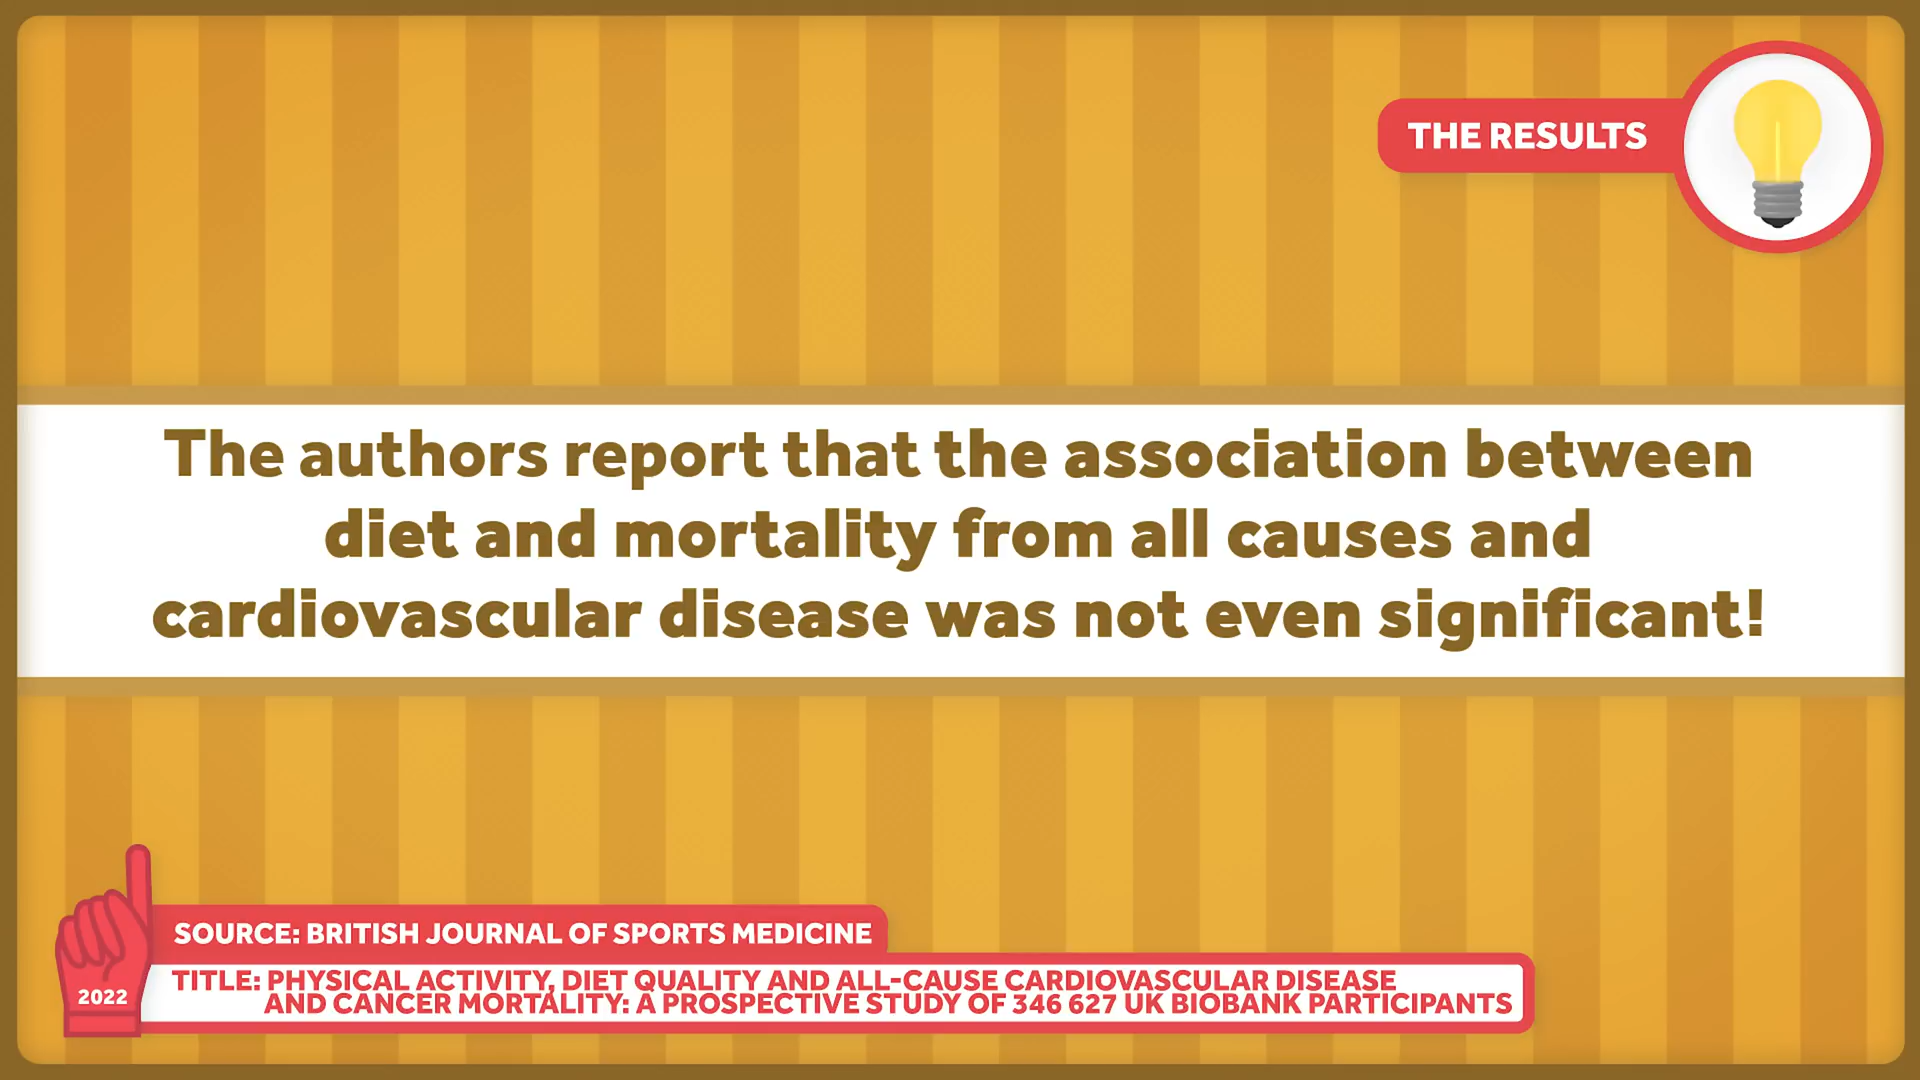 THE RESULTS
The authors report that the association between
diet and mortality from all causes and
cardiovascular disease was not even significant!
SOURCE: BRITISH JOURNAL OF SPORTS MEDICINE
TITLE: PHYSICAL ACTIVITY, DIET QUALITY AND ALL-CAUSE CARDIOVASCULAR DISEASE
AND CANCER MORTALITY: A PROSPECTIVE STUDY OF 346 627 UK BIOBANK PARTICIPANTS
2022